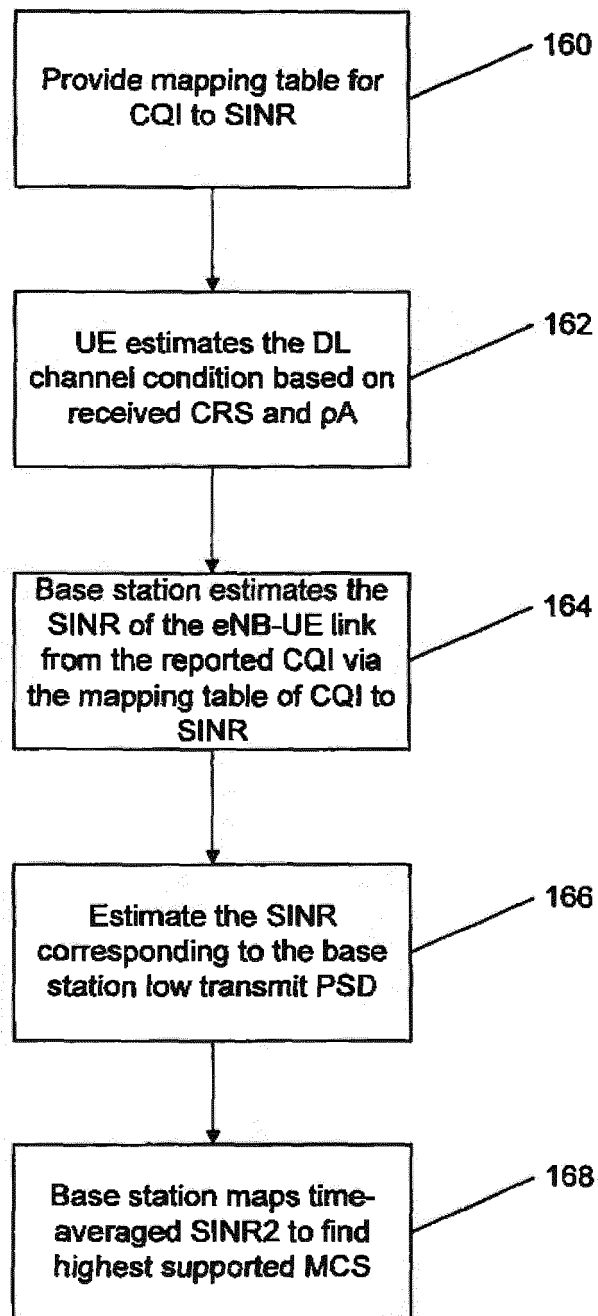 Provide mapping table for
CQI to SINR
160
UE estimates the DL
channel condition based on
received CRS and pA
162
Base station estimates the
SINR of the eNB-UE link
from the reported CQI via
the mapping table of CQI to
SINR
164
Estimate the SINR
corresponding to the base
station low transmit PSD
166
Base station maps time-
averaged SINR2 to find
highest supported MCS
168